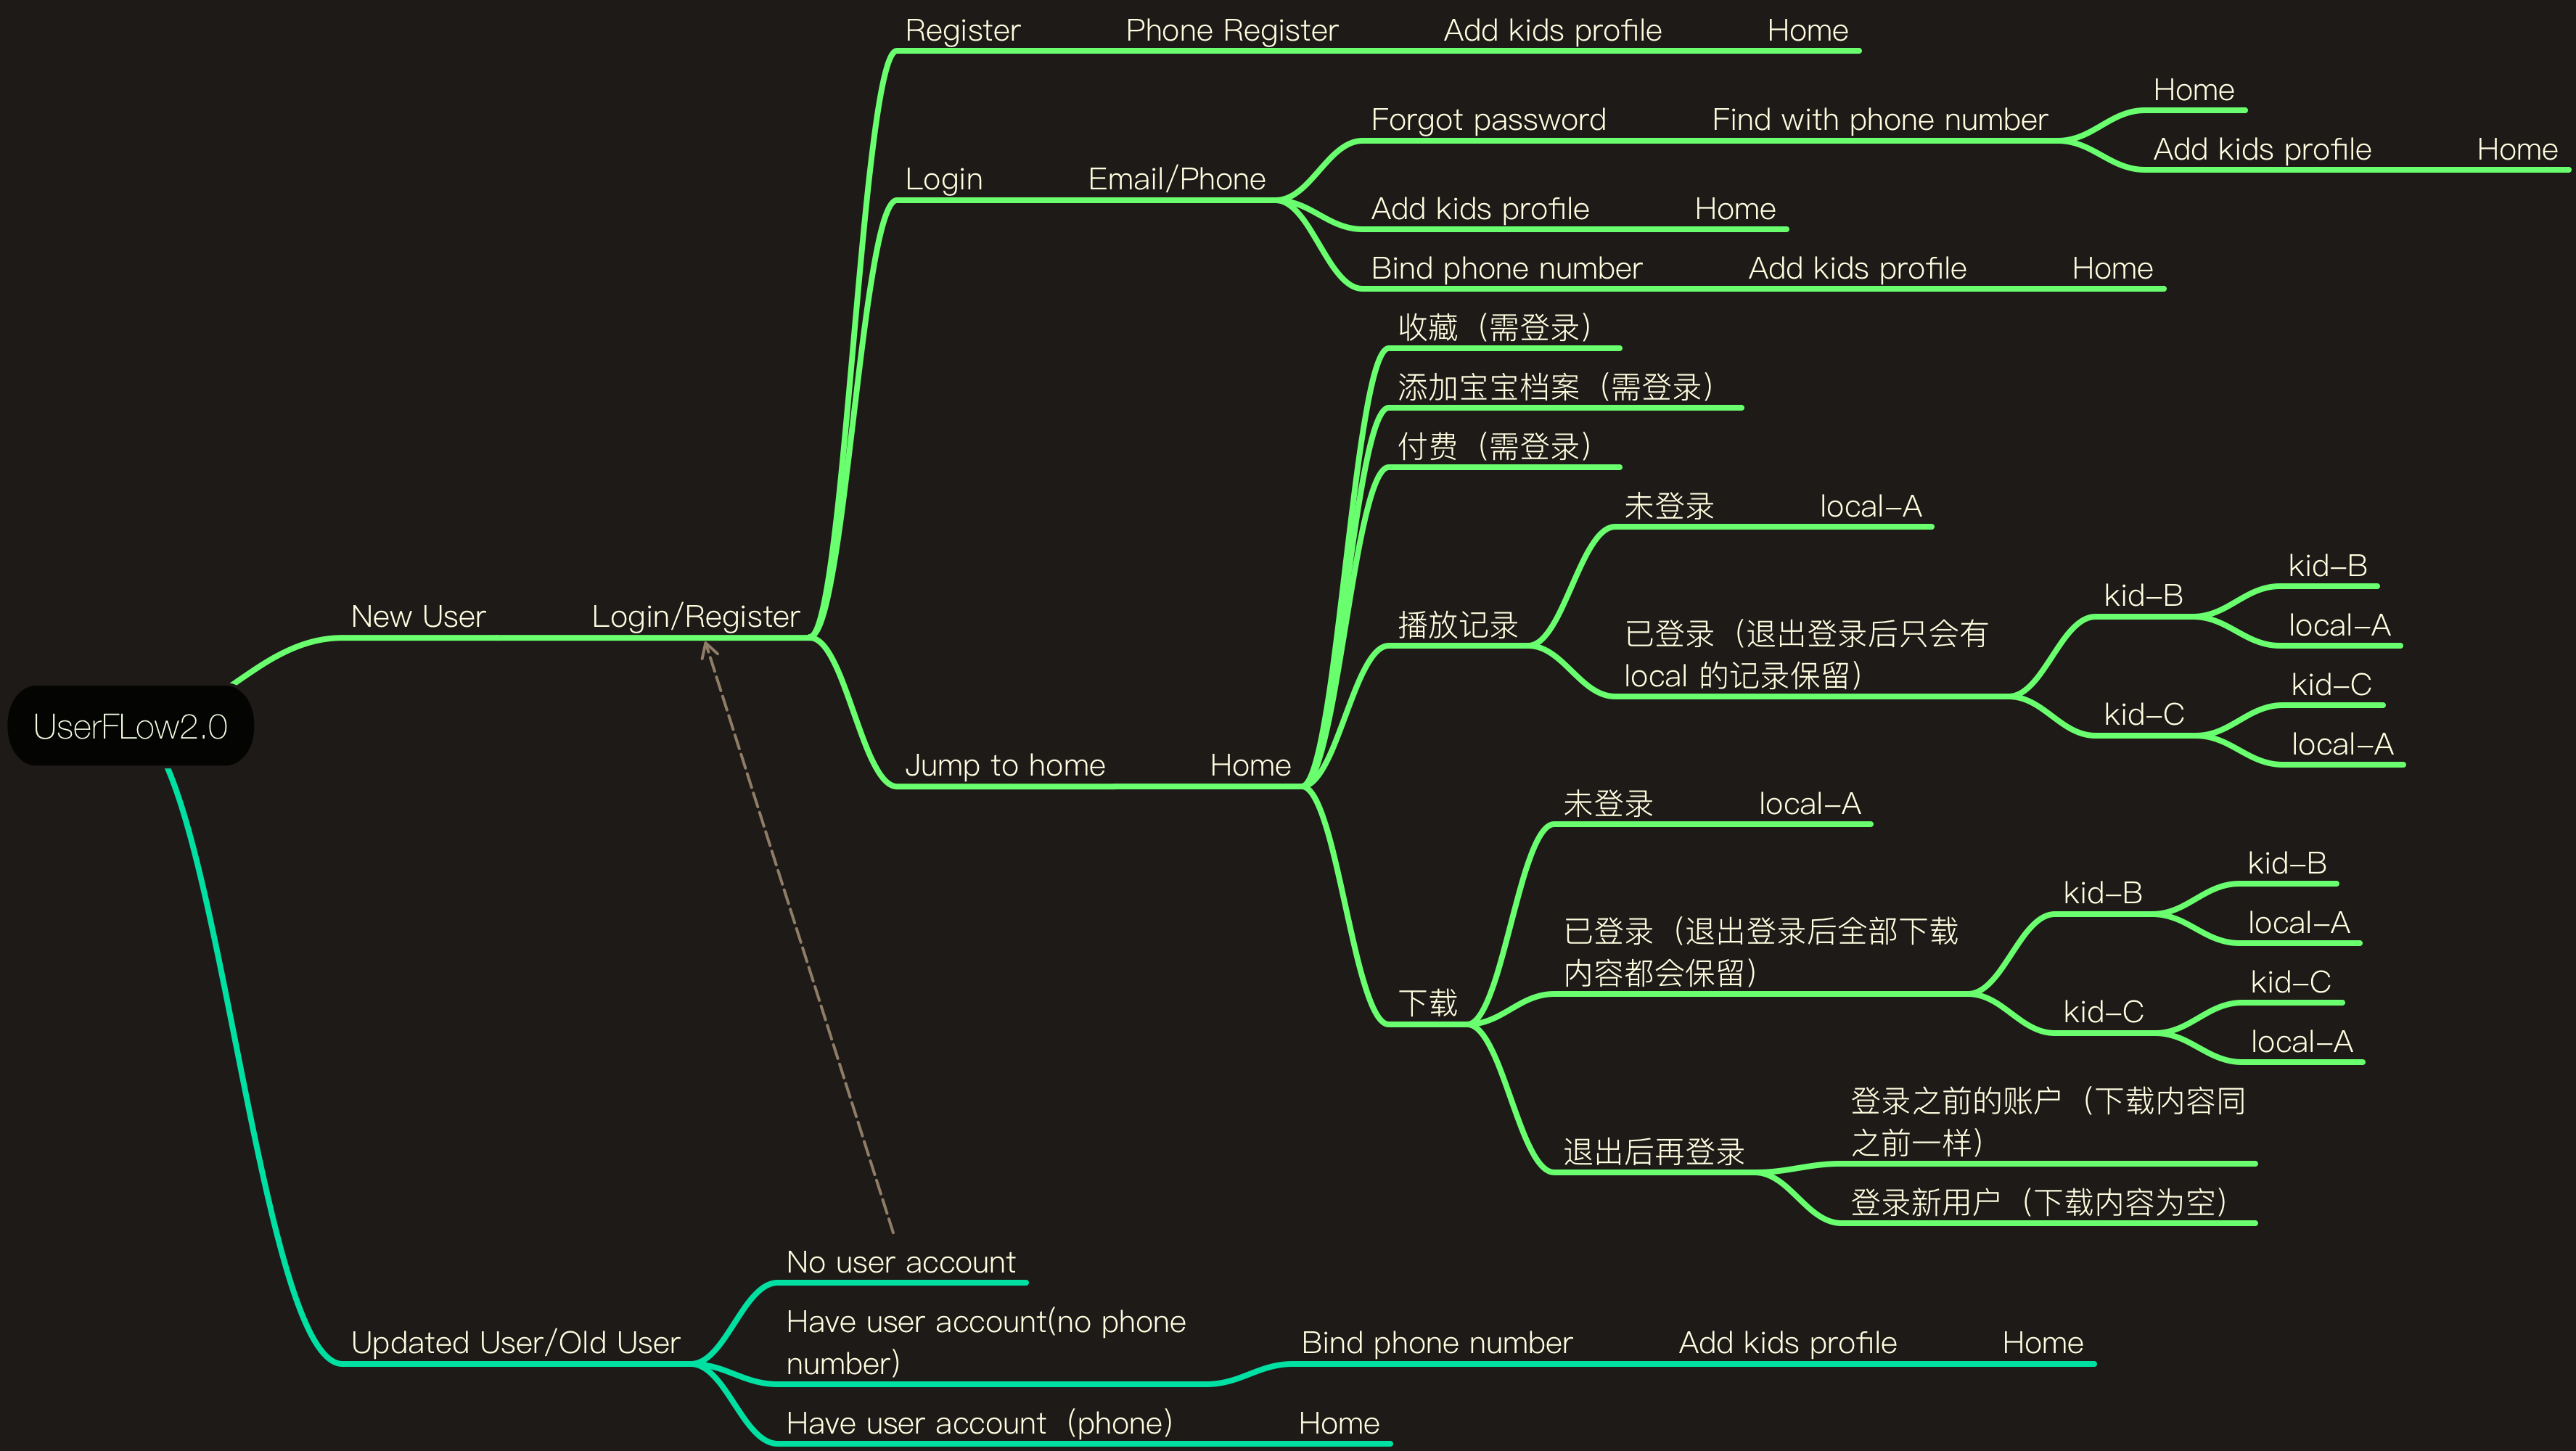 Register Phone Register Add kids profile Home
Home
Forgot password Find with phone number
Add kids profile Home
Login Email/Phone
Add kids profile Home
Bind phone number Add kids profile Home
收藏（需登录）
添加宝宝档案（需登录）
付费（需登录）
未登录 local-A
kid-B
kid-B
New User Login/Register
播放记录
已登录（退出登录后只会有
local 的记录保留）
local-A
kid-C
kid-C
UserFLow2.0
local-A
Jump to home Home
未登录 local-A
kid-B
kid-B
已登录（退出登录后全部下载
内容都会保留）
local-A
kid-C
下载
kid-C
local-A
登录之前的账户（下载内容同
之前一样）
退出后再登录
登录新用户（下载内容为空）
No user account
Have user account(no phone
number)
Bind phone number Add kids profile Home
Updated User/Old User
Have user account（phone） Home